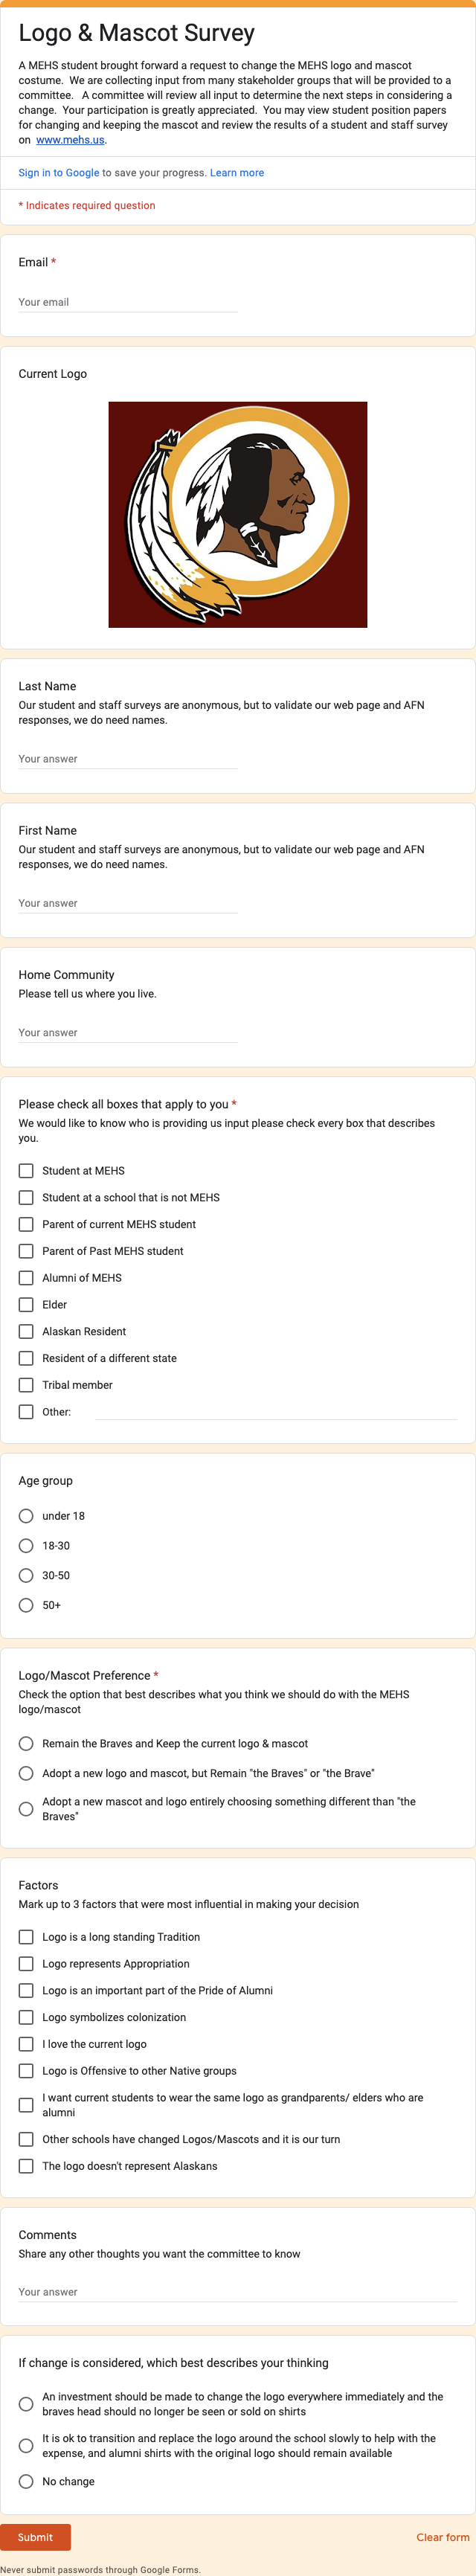 Logo & Mascot Survey
A MEHS student brought forward a request to change the MEHS logo and mascot
costume. We are collecting input from many stakeholder groups that will be provided to a
committee. A committee will review all input to determine the next steps in considering a
change. Your participation is greatly appreciated. You may view student position papers
for changing and keeping the mascot and review the results of a student and staff survey
on www.mehs.us.
Sign in to Google to save your progress. Learn more
* Indicates required question
Email *
Your email
Current Logo
Last Name
Our student and staff surveys are anonymous, but to validate our web page and AFN
responses, we do need names.
Your answer
First Name
Our student and staff surveys are anonymous, but to validate our web page and AFN
responses, we do need names.
Your answer
Home Community
Please tell us where you live.
Your answer
Please check all boxes that apply to you *
We would like to know who is providing us input please check every box that describes
you.
Student at MEHS
Student at a school that is not MEHS
Parent of current MEHS student
Parent of Past MEHS student
Alumni of MEHS
Elder
Alaskan Resident
Resident of a different state
Tribal member
Other:
Age group
under 18
18-30
30-50
50+
Logo/Mascot Preference *
Check the option that best describes what you think we should do with the MEHS
logo/mascot
Remain the Braves and Keep the current logo & mascot
Adopt a new logo and mascot, but Remain "the Braves" or "the Brave"
Adopt a new mascot and logo entirely choosing something different than "the
Braves"
Factors
Mark up to 3 factors that were most influential in making your decision
Logo is a long standing Tradition
Logo represents Appropriation
Logo is an important part of the Pride of Alumni
Logo symbolizes colonization
I love the current logo
Logo is Offensive to other Native groups
I want current students to wear the same logo as grandparents/ elders who are
alumni
Other schools have changed Logos/Mascots and it is our turn
The logo doesn't represent Alaskans
Comments
Share any other thoughts you want the committee to know
Your answer
If change is considered, which best describes your thinking
An investment should be made to change the logo everywhere immediately and the
braves head should no longer be seen or sold on shirts
It is ok to transition and replace the logo around the school slowly to help with the
expense, and alumni shirts with the original logo should remain available
No change
Submit
Clear form
Never submit passwords through Google Forms.